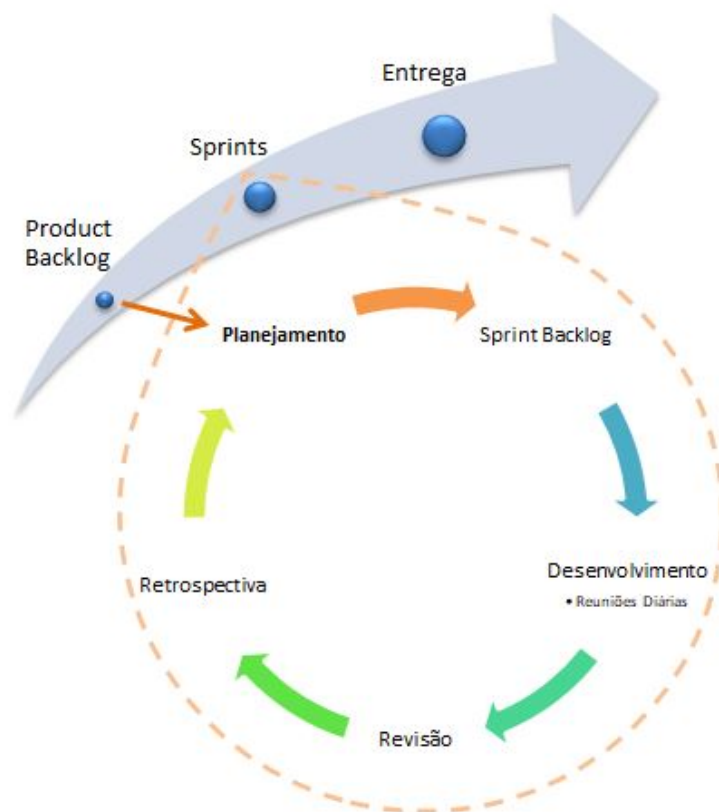 Entrega
Sprints
Product
Backlog
Planejamento
Sprint Backlog
Desenvolvimento
• Reuniões Diárias
Retrospectiva
Revisão